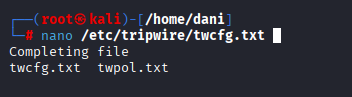 ┌──(root㉿kali)-[/home/dani]
└─# nano /etc/tripwire/twcfg.txt
Completing file
twcfg.txt  twpol.txt